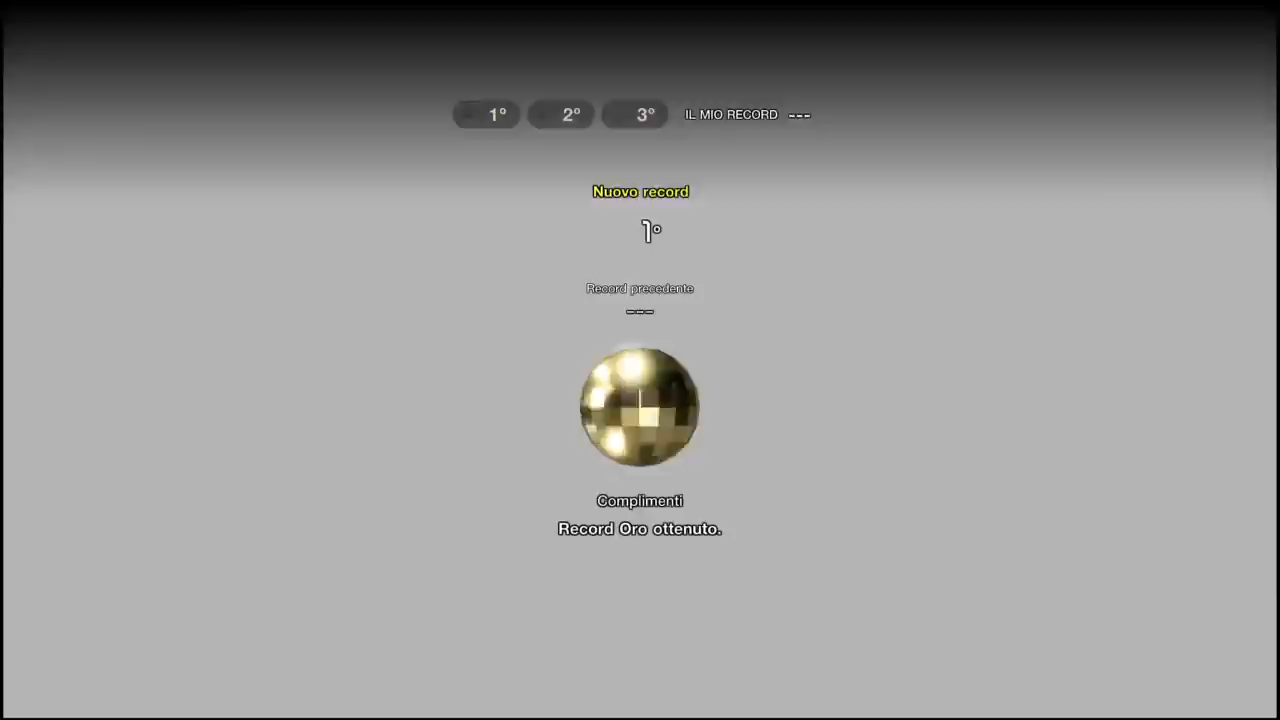 1° 2° 3° IL MIO RECORD ---
Nuovo record
1°
Record precedente
---
Complimenti
Record Oro ottenuto.